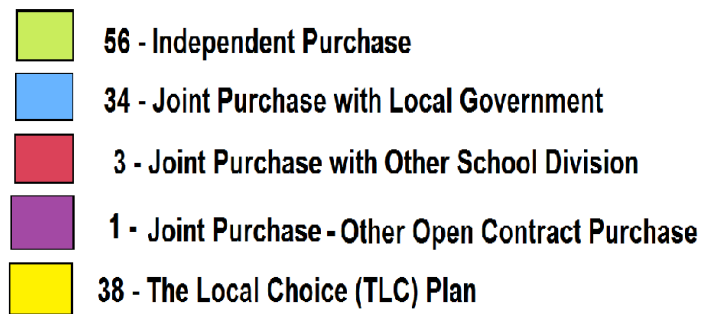 56 - Independent Purchase
34 - Joint Purchase with Local Government
3 - Joint Purchase with Other School Division
1 - Joint Purchase - Other Open Contract Purchase
38 - The Local Choice (TLC) Plan